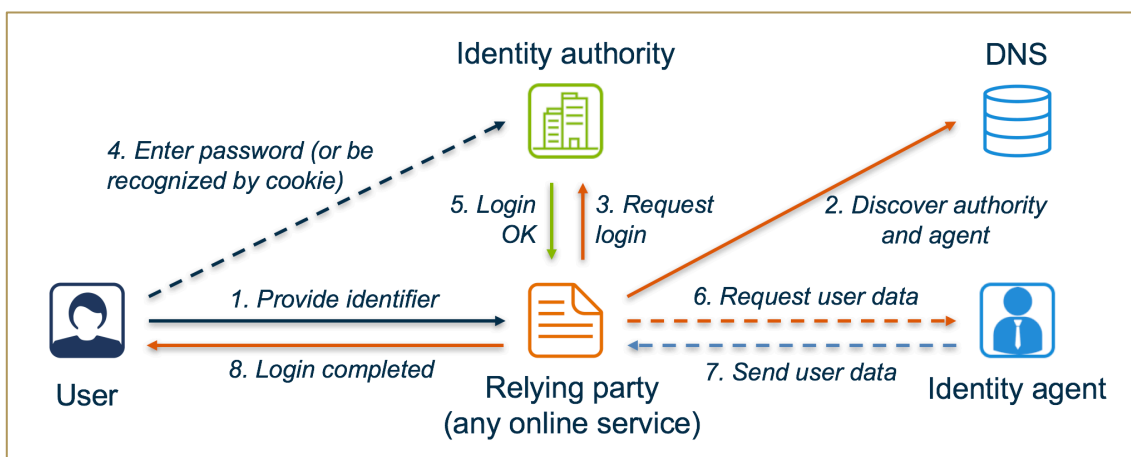 Identity authority
DNS
4. Enter password (or be
recognized by cookie)
5. Login
OK
3. Request
login
2. Discover authority
and agent
1. Provide identifier
6. Request user data
8. Login completed
7. Send user data
User
Relying party
(any online service)
Identity agent